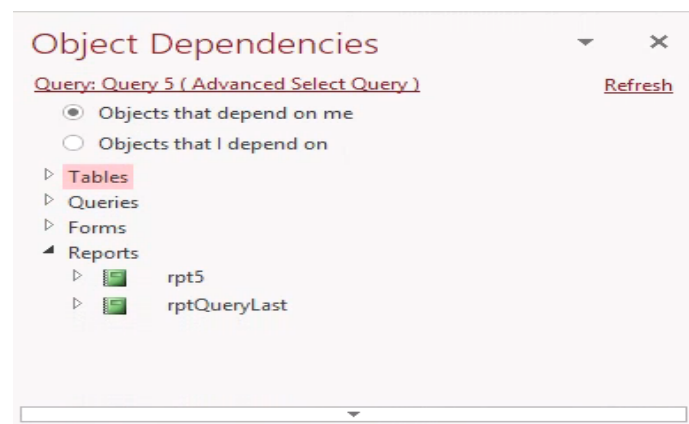 Object Dependencies
Query: Query 5 ( Advanced Select Query )
Refresh
Objects that depend on me
Objects that I depend on
Tables
Queries
Forms
Reports
rpt5
rptQueryLast